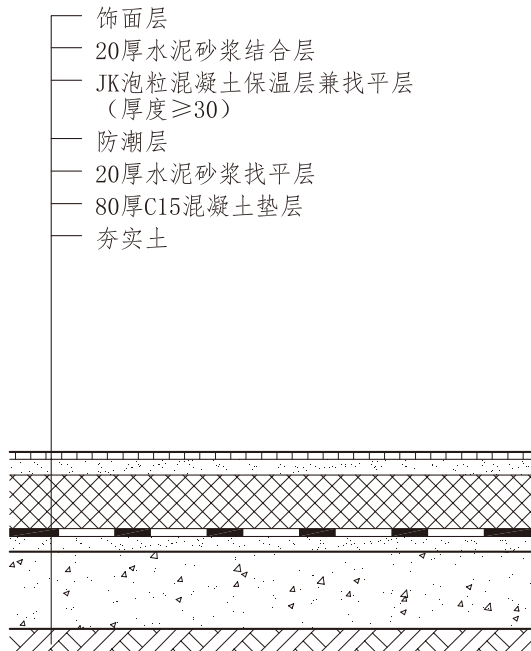 饰面层
20厚水泥砂浆结合层
JK泡粒混凝土保温层兼找平层
（厚度≥30）
防潮层
20厚水泥砂浆找平层
80厚C15混凝土垫层
夯实土